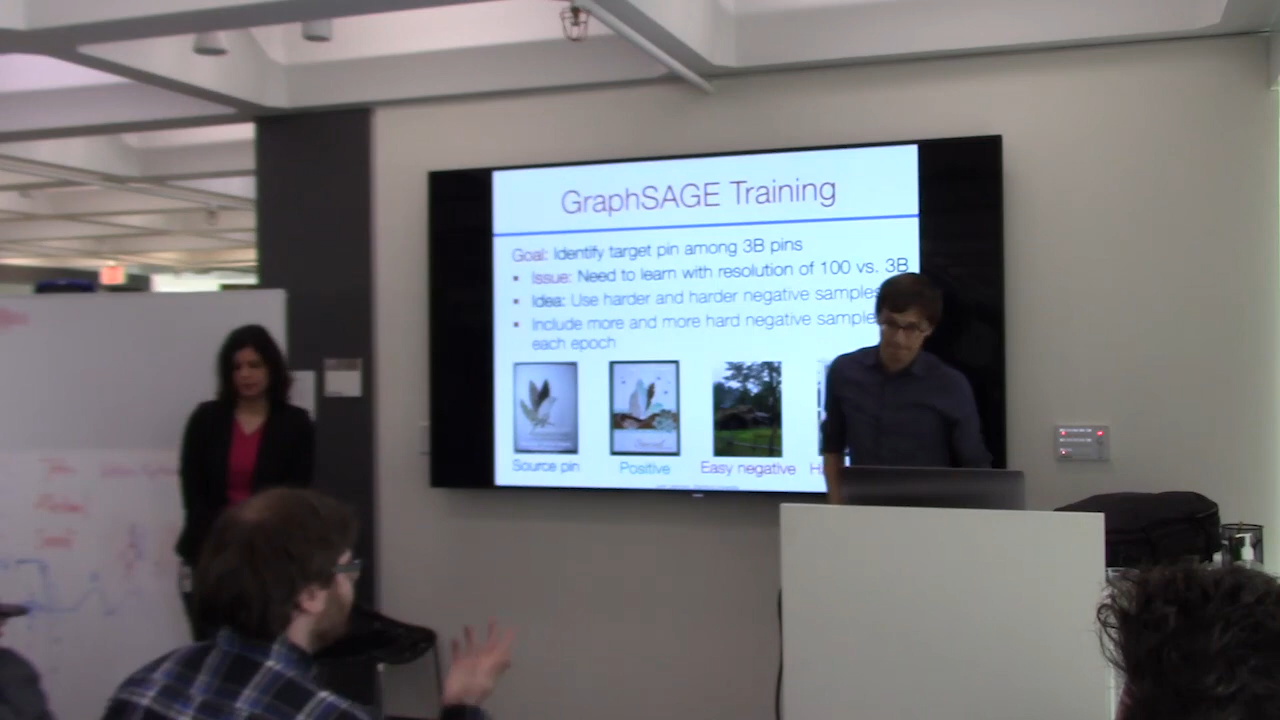 GraphSAGE Training
Goal: Identify target pin among 3B pins
▪ Issue: Need to learn with resolution of 100 vs. 3B
▪ Idea: Use harder and harder negative samples
▪ Include more and more hard negative sample
each epoch
Source pin
Positive
Easy negative